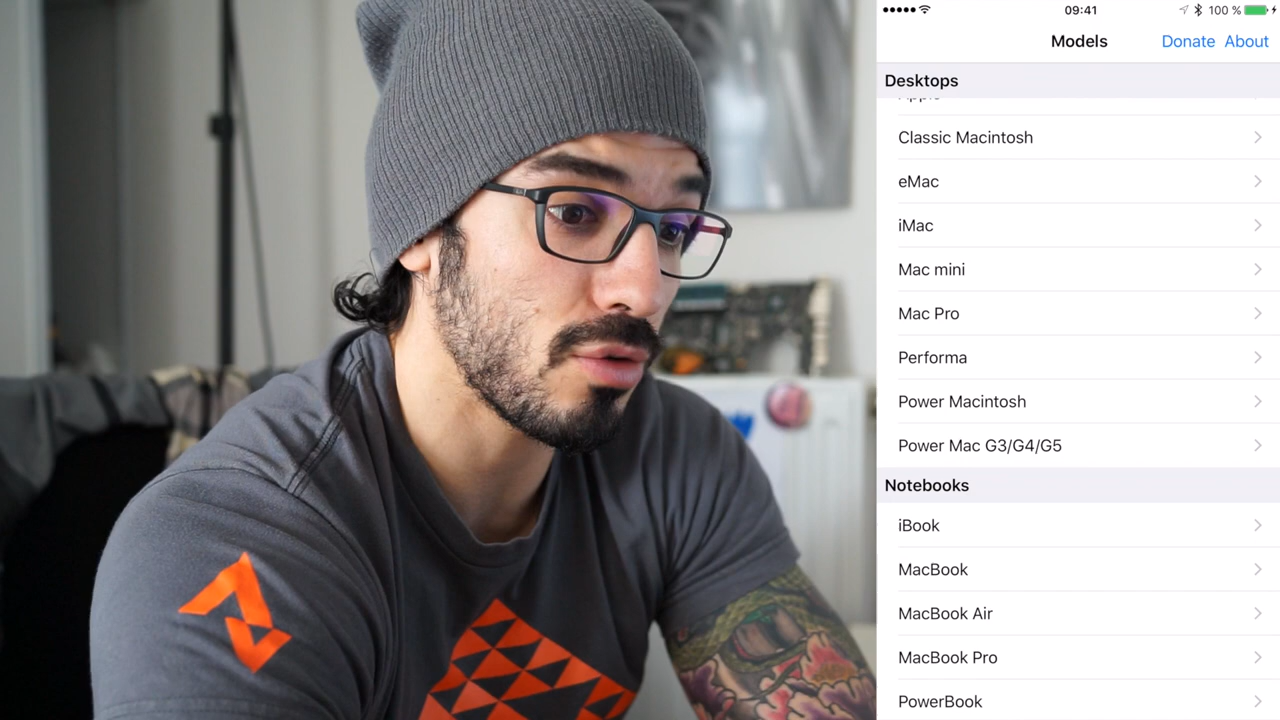 09:41
100 %
Models
Donate About
Desktops
Classic Macintosh
eMac
iMac
Mac mini
Mac Pro
Performa
Power Macintosh
Power Mac G3/G4/G5
Notebooks
iBook
MacBook
MacBook Air
MacBook Pro
PowerBook